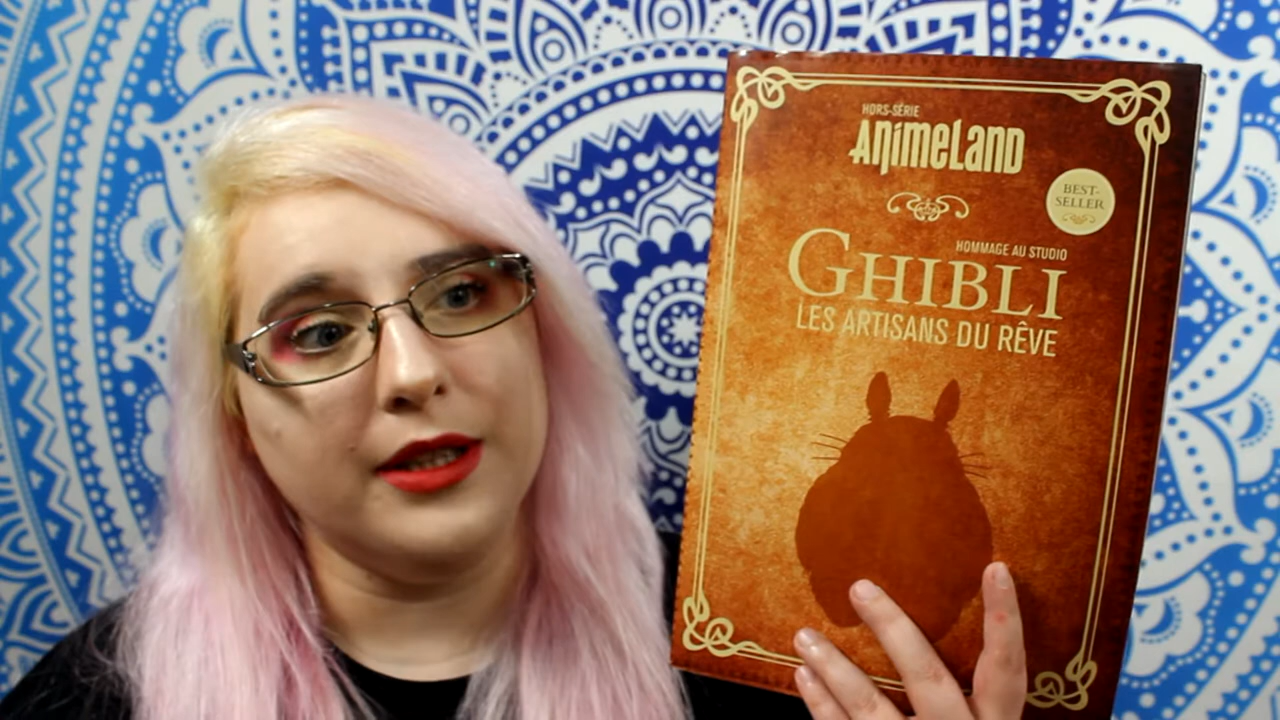 HORS-SÉRIE
AnimeLand
BEST-
SELLER
HOMMAGE AU STUDIO
GHIBLI
LES ARTISANS DU RÊVE